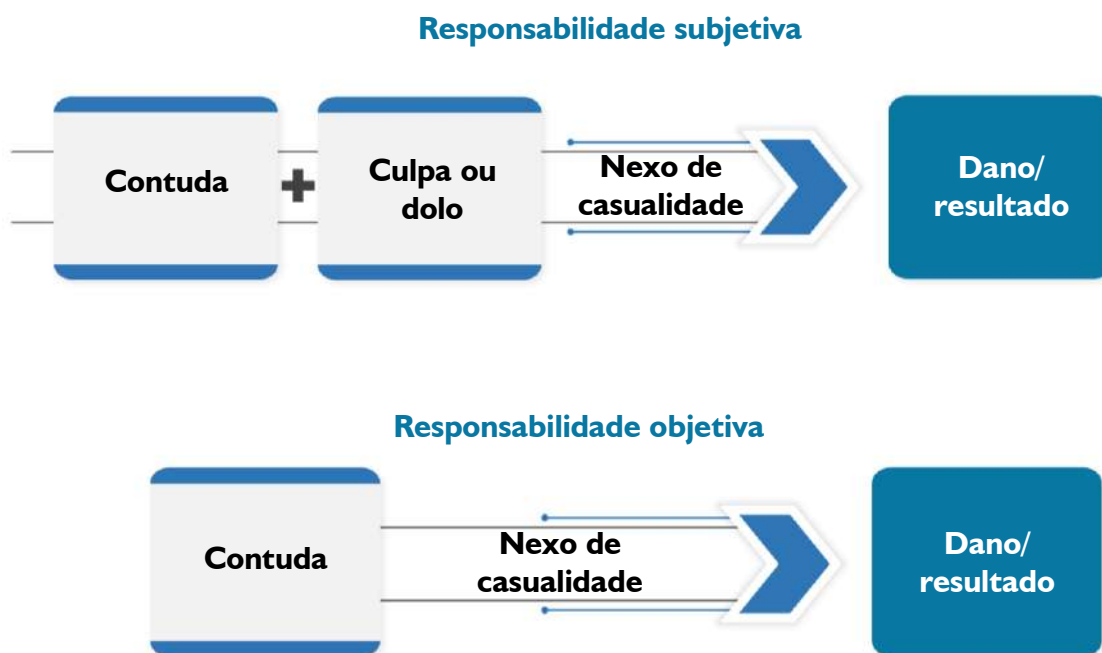 Responsabilidade subjetiva
Contuda
Culpa ou
dolo
Nexo de
casualidade
Dano/
resultado
Responsabilidade objetiva
Contuda
Nexo de
casualidade
Dano/
resultado